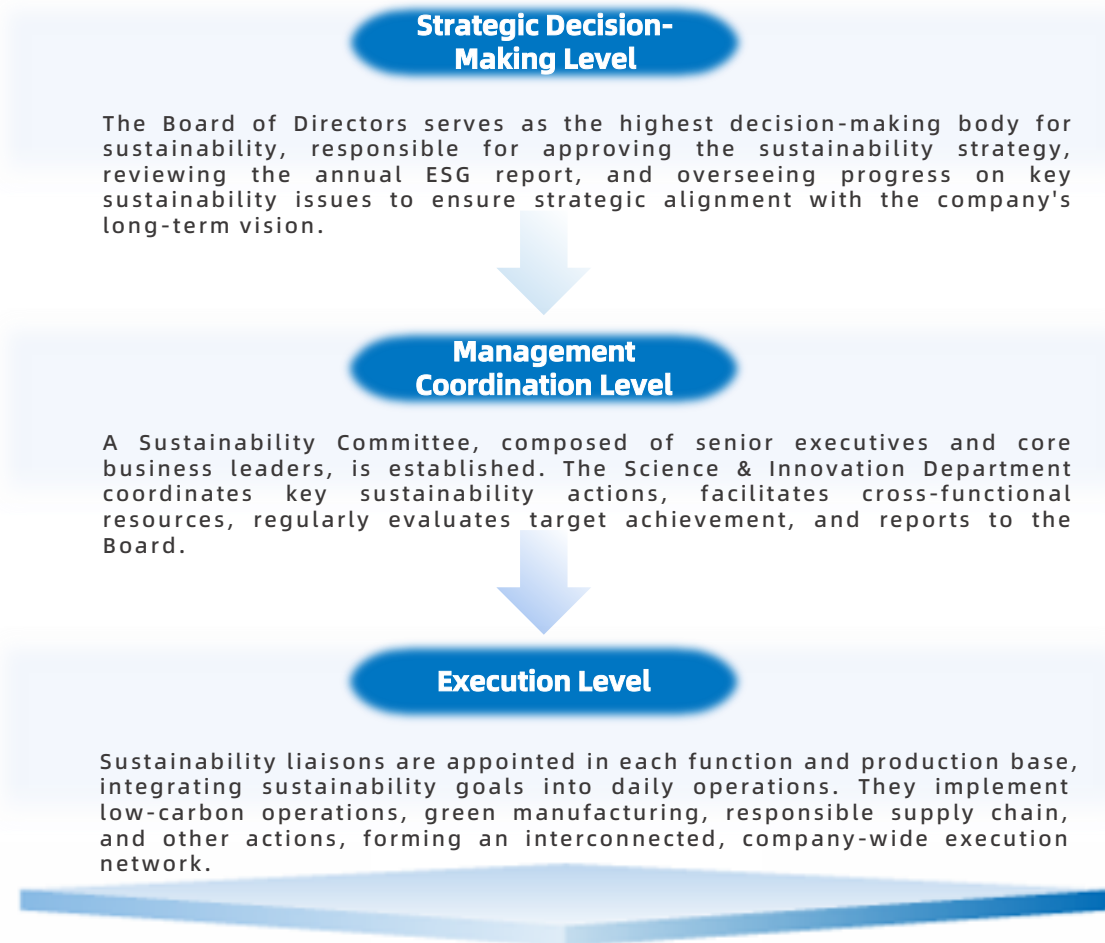 Strategic Decision-
Making Level
The Board of Directors serves as the highest decision-making body for
sustainability, responsible for approving the sustainability strategy,
reviewing the annual ESG report, and overseeing progress on key
sustainability issues to ensure strategic alignment with the company's
long-term vision.
Management
Coordination Level
A Sustainability Committee, composed of senior executives and core
business leaders, is established. The Science & Innovation Department
coordinates key sustainability actions, facilitates cross-functional
resources, regularly evaluates target achievement, and reports to the
Board.
Execution Level
Sustainability liaisons are appointed in each function and production base,
integrating sustainability goals into daily operations. They implement
low-carbon operations, green manufacturing, responsible supply chain,
and other actions, forming an interconnected, company-wide execution
network.